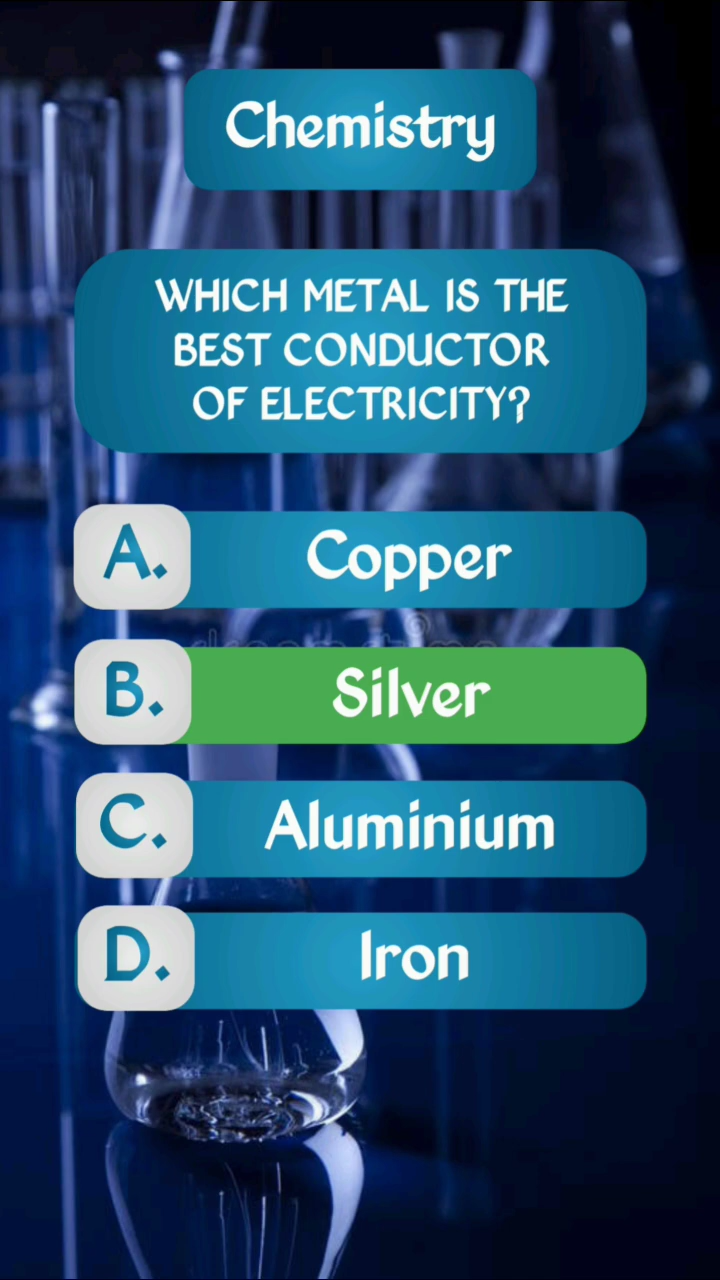 Chemistry
WHICH METAL IS THE
BEST CONDUCTOR
OF ELECTRICITY?
A. Copper
B. Silver
C. Aluminium
D. Iron